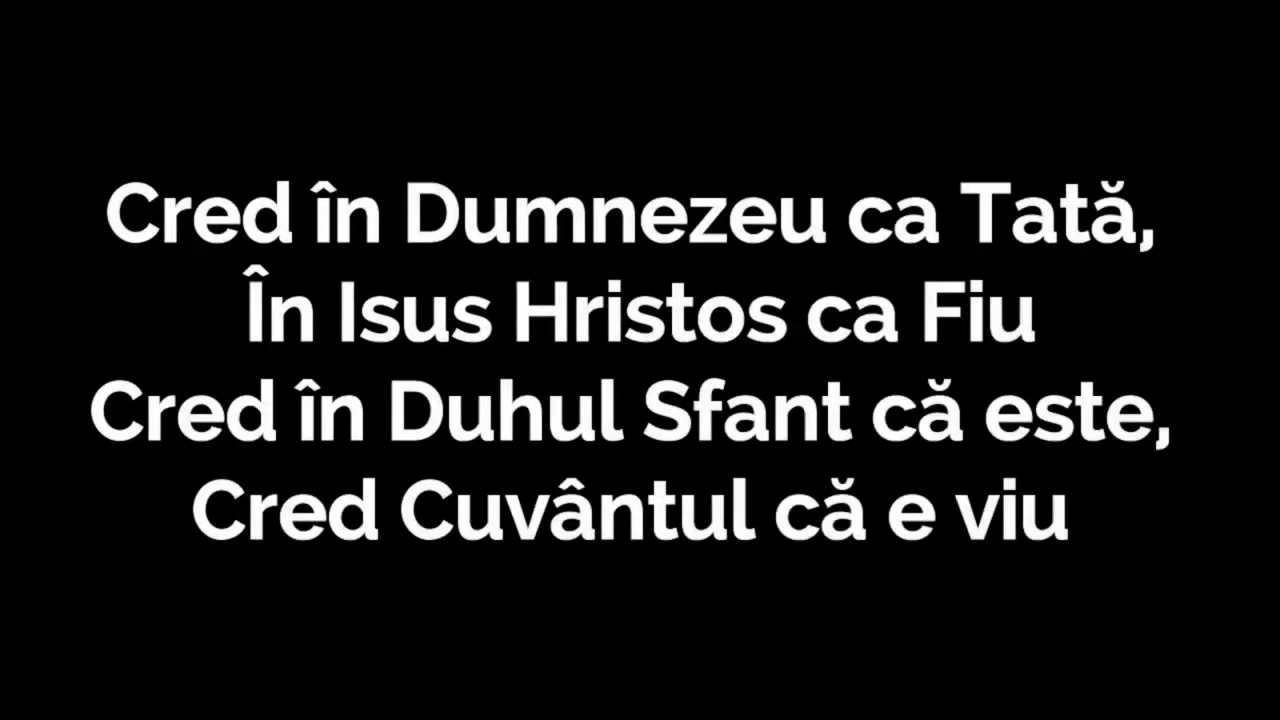 Cred în Dumnezeu ca Tată,
În Isus Hristos ca Fiu
Cred în Duhul Sfant că este,
Cred Cuvântul că e viu